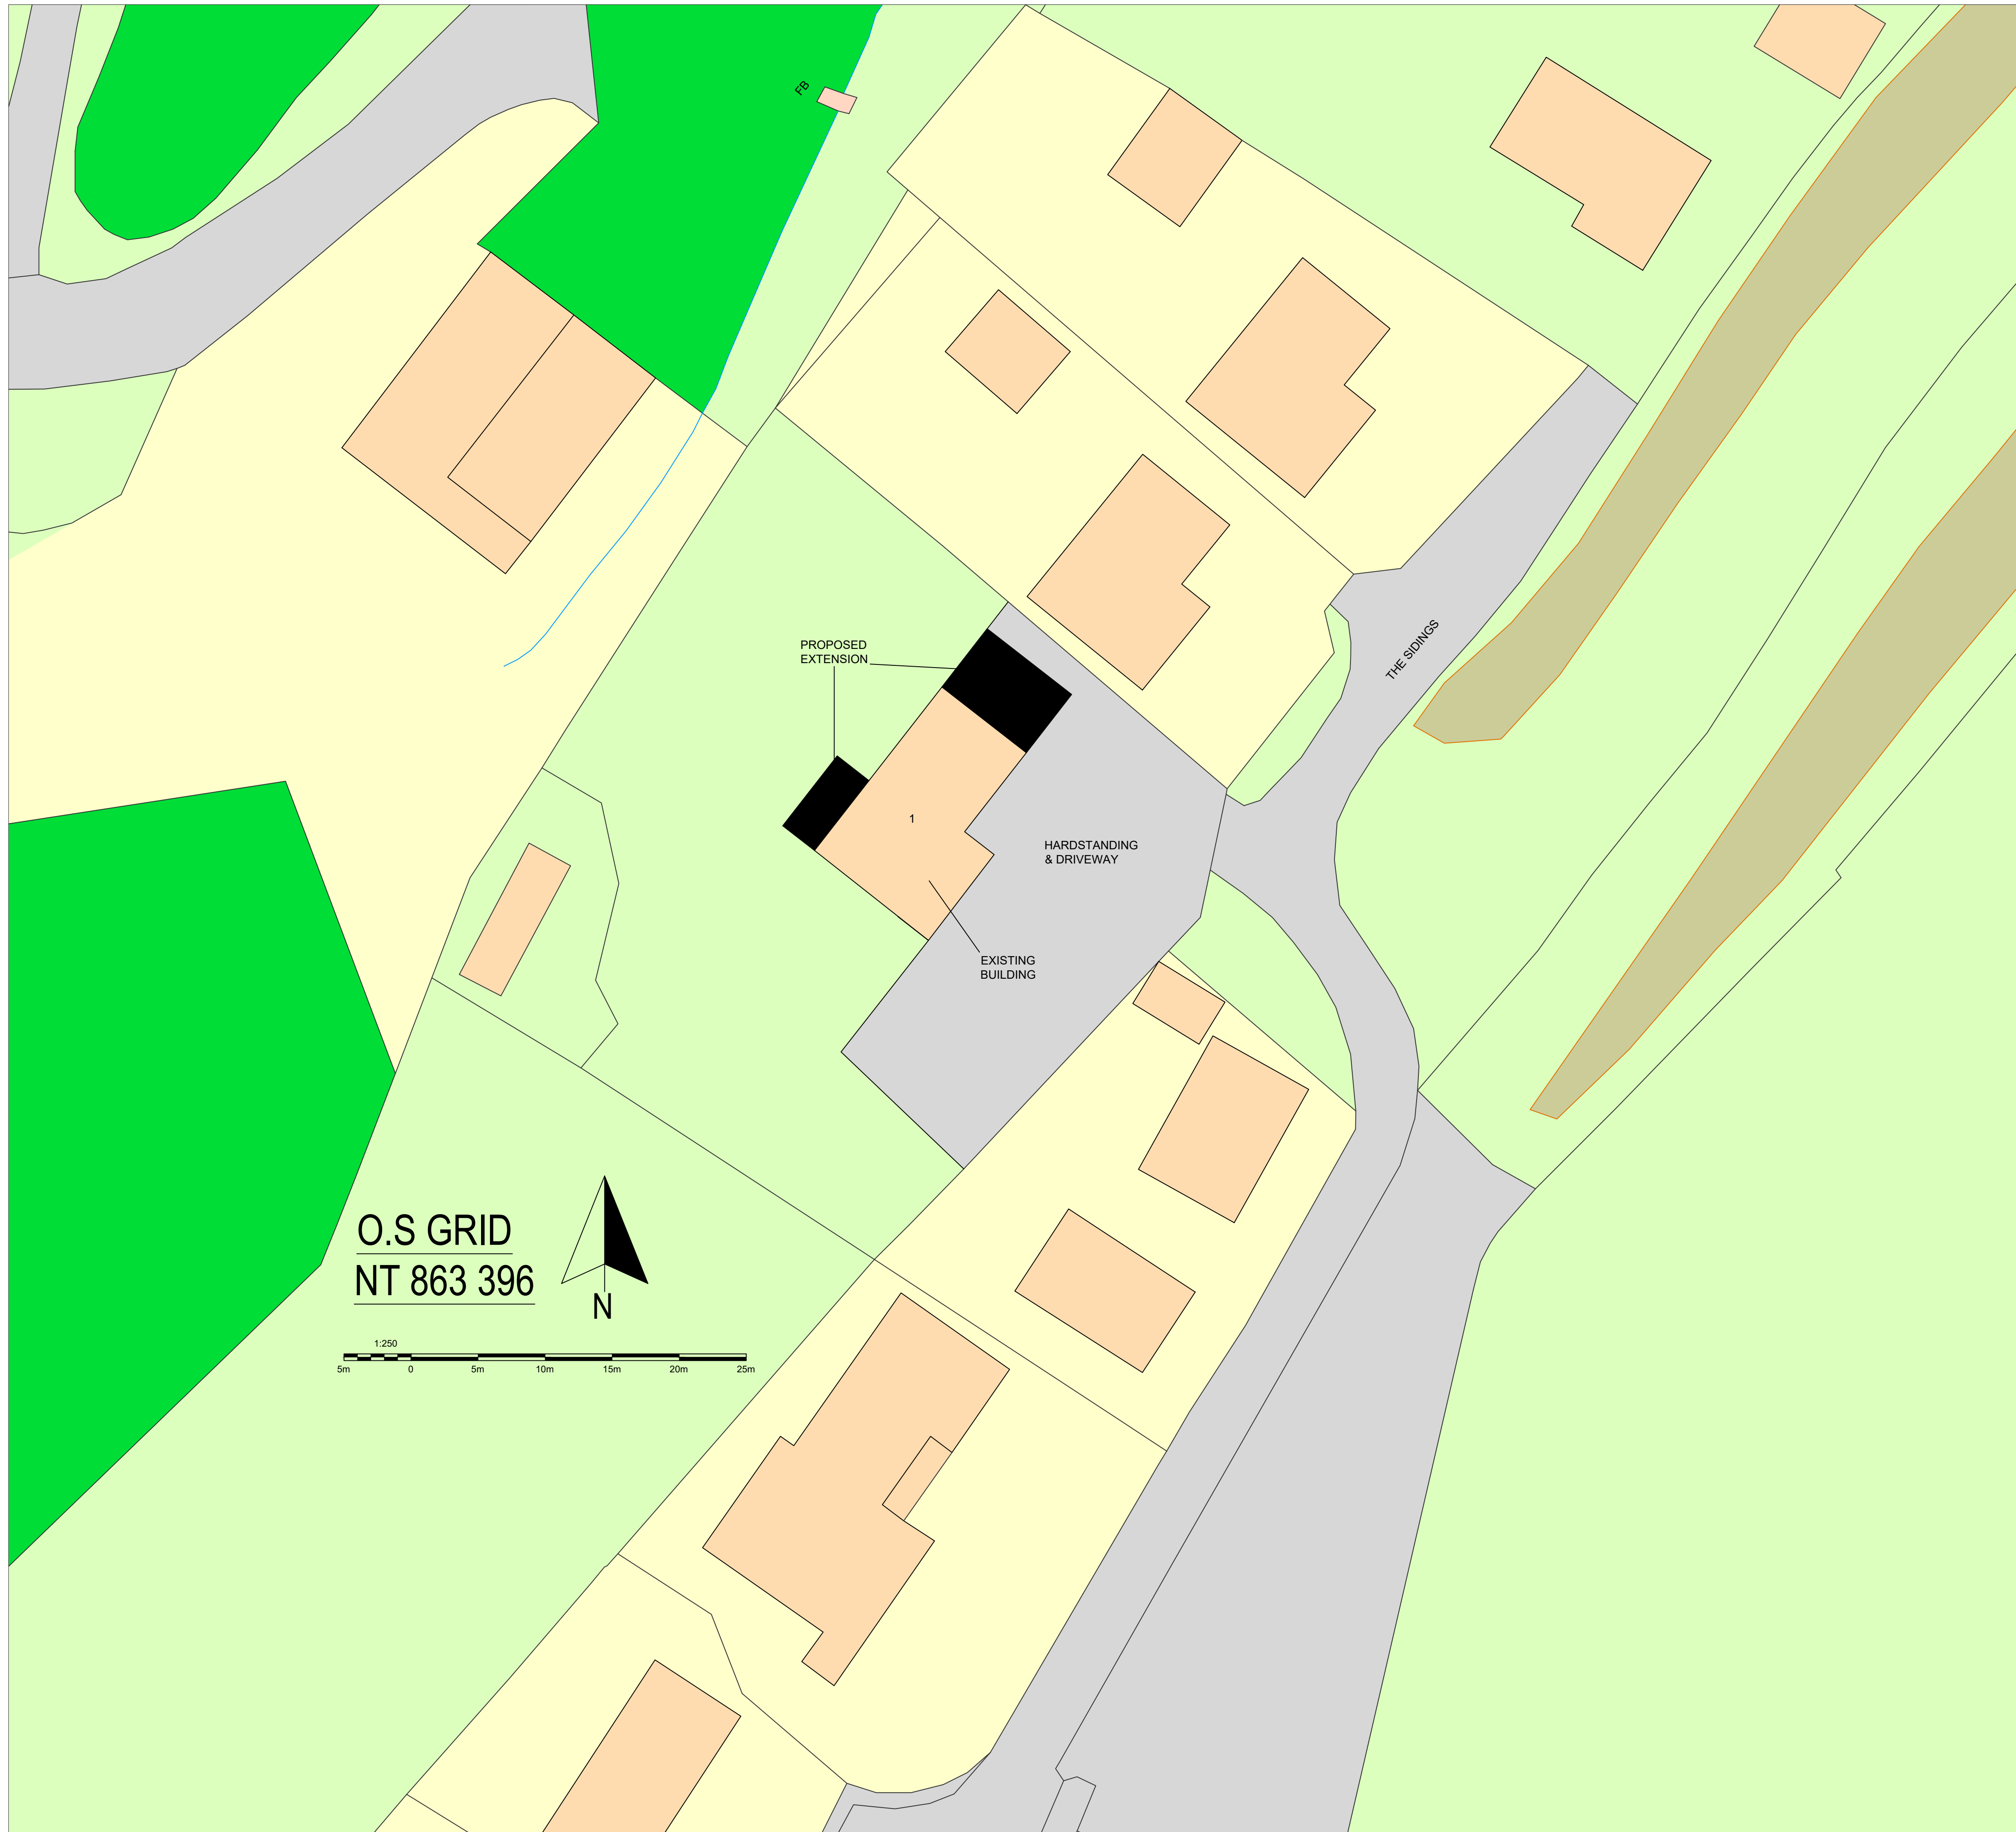 FB
THE SIDINGS
PROPOSED
EXTENSION
1
HARDSTANDING
& DRIVEWAY
EXISTING
BUILDING
O.S GRID
NT 863 396
N
1:250
5m 0 5m 10m 15m 20m 25m